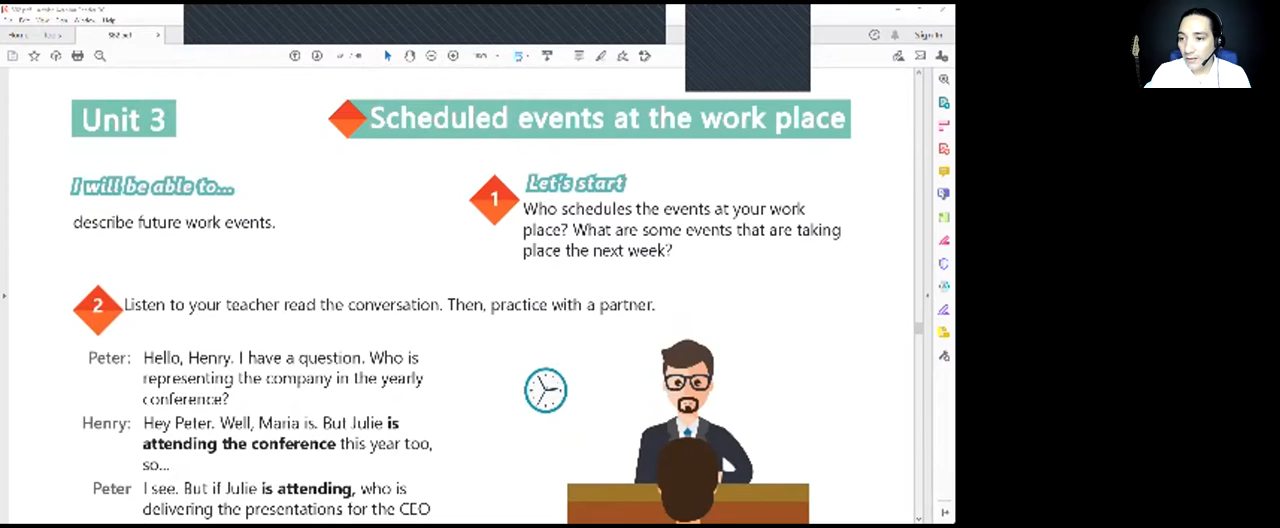 Sign In
Unit 3
Scheduled events at the work place
I will be able to...
describe future work events.
1
Let's start
Who schedules the events at your work
place? What are some events that are taking
place the next week?
2
Listen to your teacher read the conversation. Then, practice with a partner.
Peter: Hello, Henry. I have a question. Who is
representing the company in the yearly
conference?
Henry: Hey Peter. Well, Maria is. But Julie is
attending the conference this year too,
so...
Peter I see. But if Julie is attending, who is
delivering the presentations for the CEO